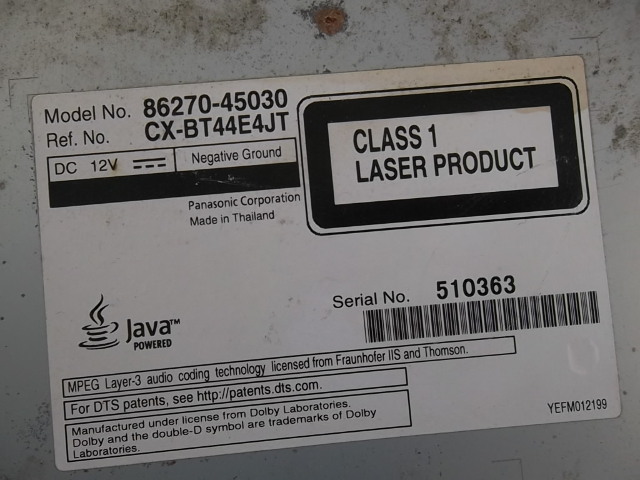 Model No. 86270-45030
Ref. No. CX-BT44E4JT
DC 12V
Negative Ground
Panasonic Corporation
Made in Thailand
CLASS 1
LASER PRODUCT
Serial No. 510363
Java™
POWERED
MPEG Layer-3 audio coding technology licensed from Fraunhofer IIS and Thomson.
For DTS patents, see http://patents.dts.com.
Manufactured under license from Dolby Laboratories.
Dolby and the double-D symbol are trademarks of Dolby
Laboratories.
YEFM012199